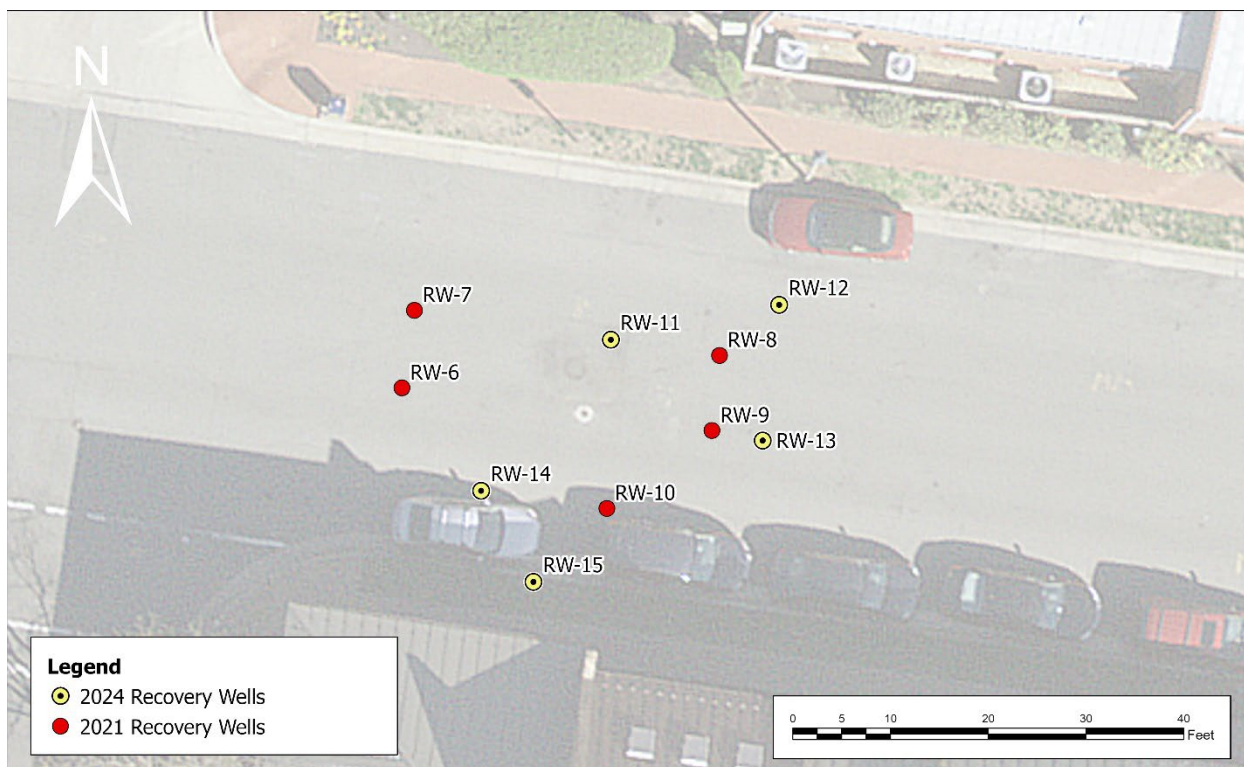 N
RW-7
RW-12
RW-11
RW-8
RW-6
RW-9
RW-13
RW-14
RW-10
RW-15
Legend
2024 Recovery Wells
2021 Recovery Wells
0 5 10 20 30 40
Feet